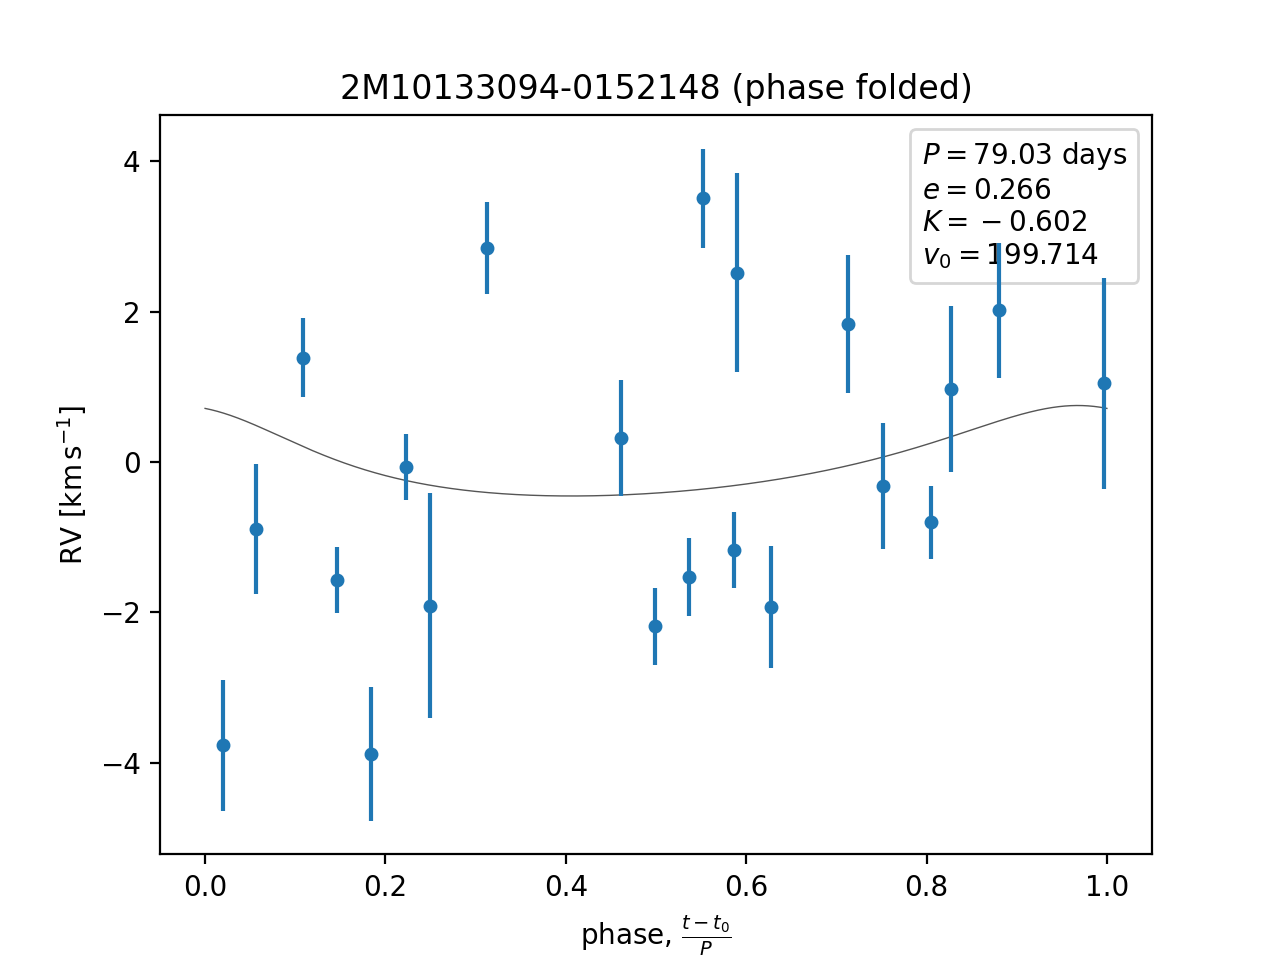 2M10133094-0152148 (phase folded)
P = 79.03 days
e = 0.266
K = −0.602
v₀ = 199.714
4
2
0
−2
−4
RV [km s⁻¹]
0.0 0.2 0.4 0.6 0.8 1.0
phase, (t − t₀)/P